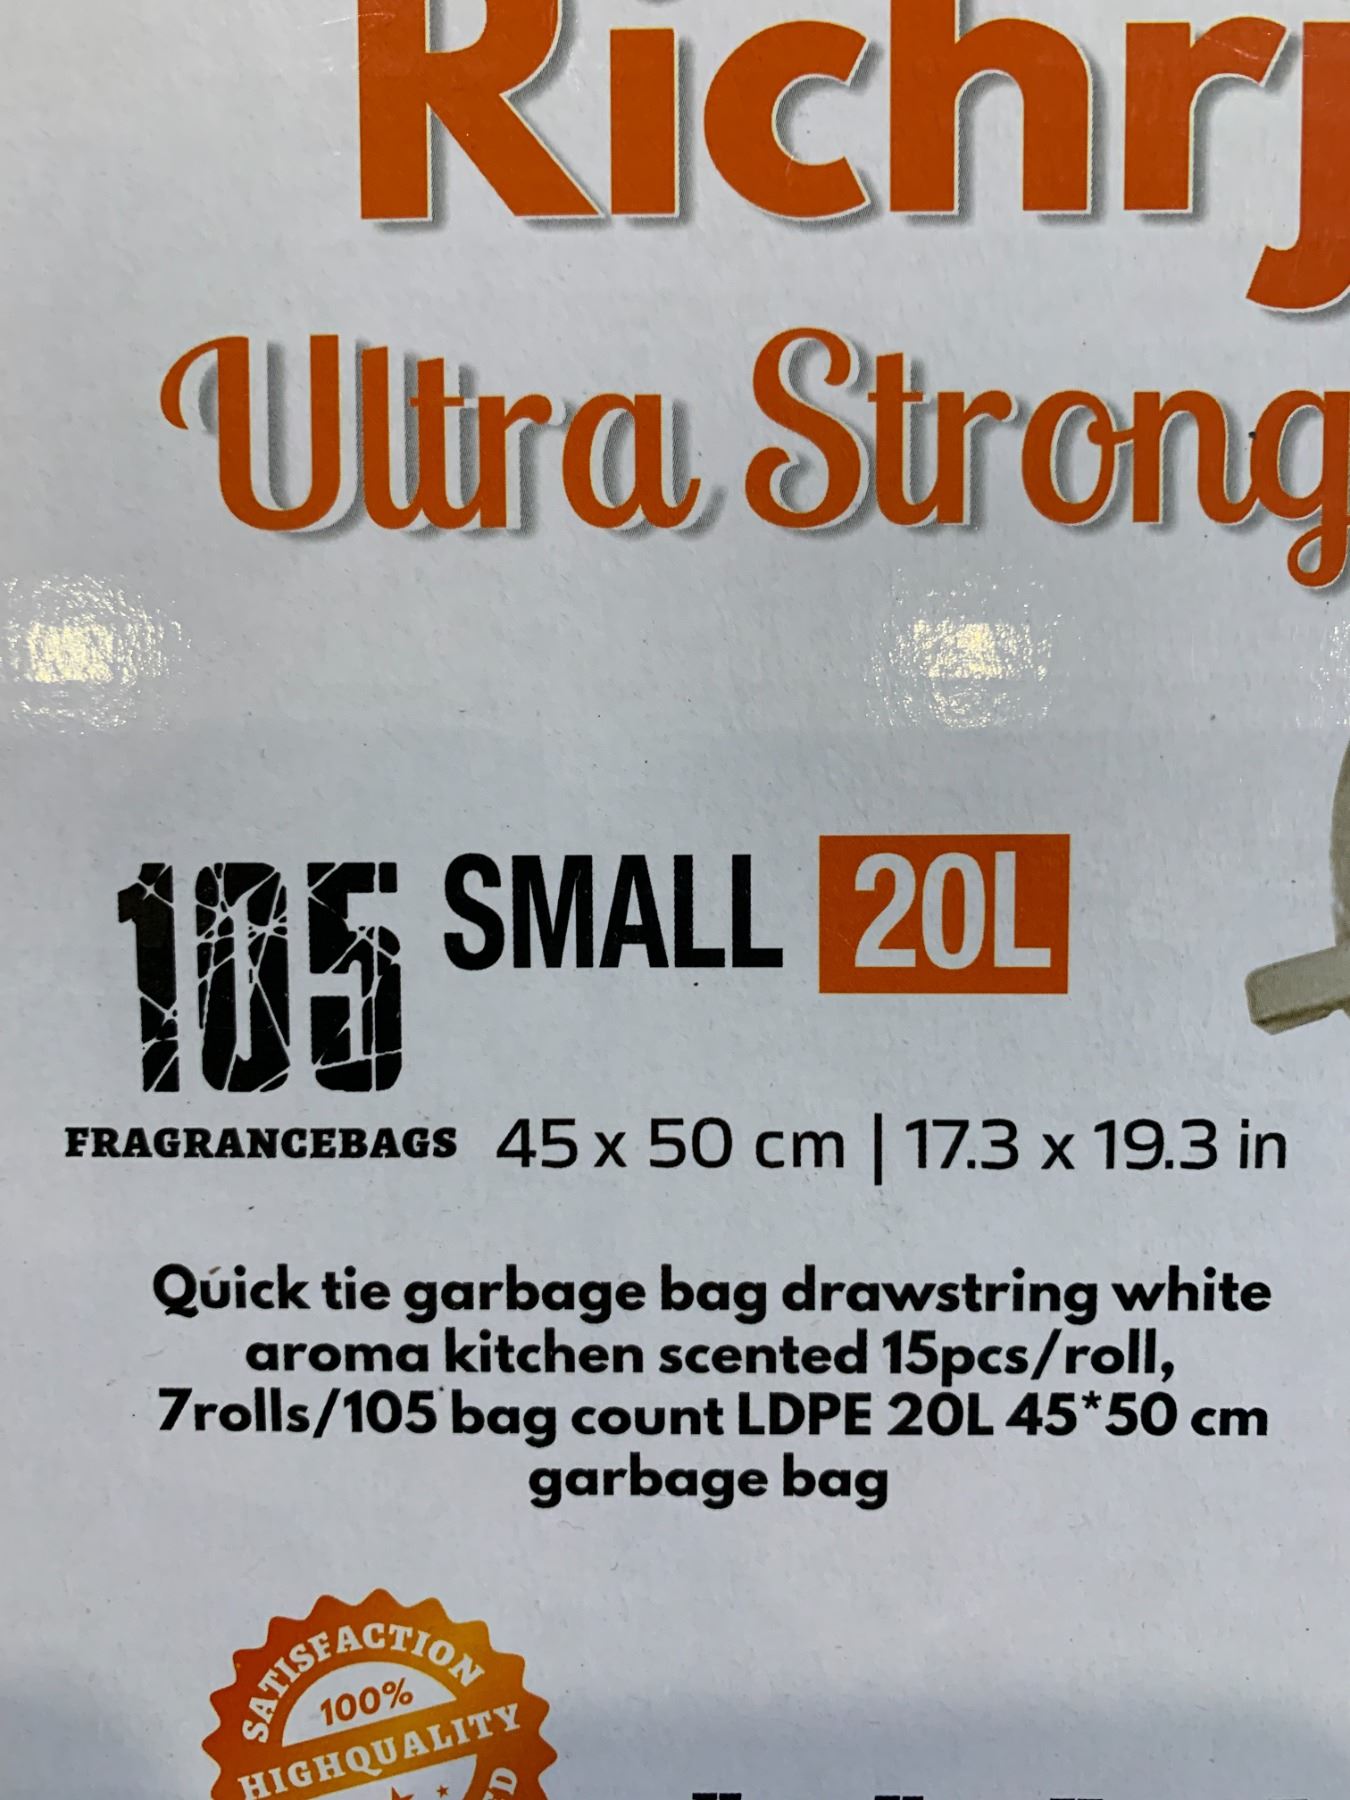 Ultra Strong
105 SMALL 20L
FRAGRANCEBAGS 45 x 50 cm | 17.3 x 19.3 in
Quick tie garbage bag drawstring white
aroma kitchen scented 15pcs/roll,
7rolls/105 bag count LDPE 20L 45*50 cm
garbage bag
SATISFACTION
100%
HIGHQUALITY